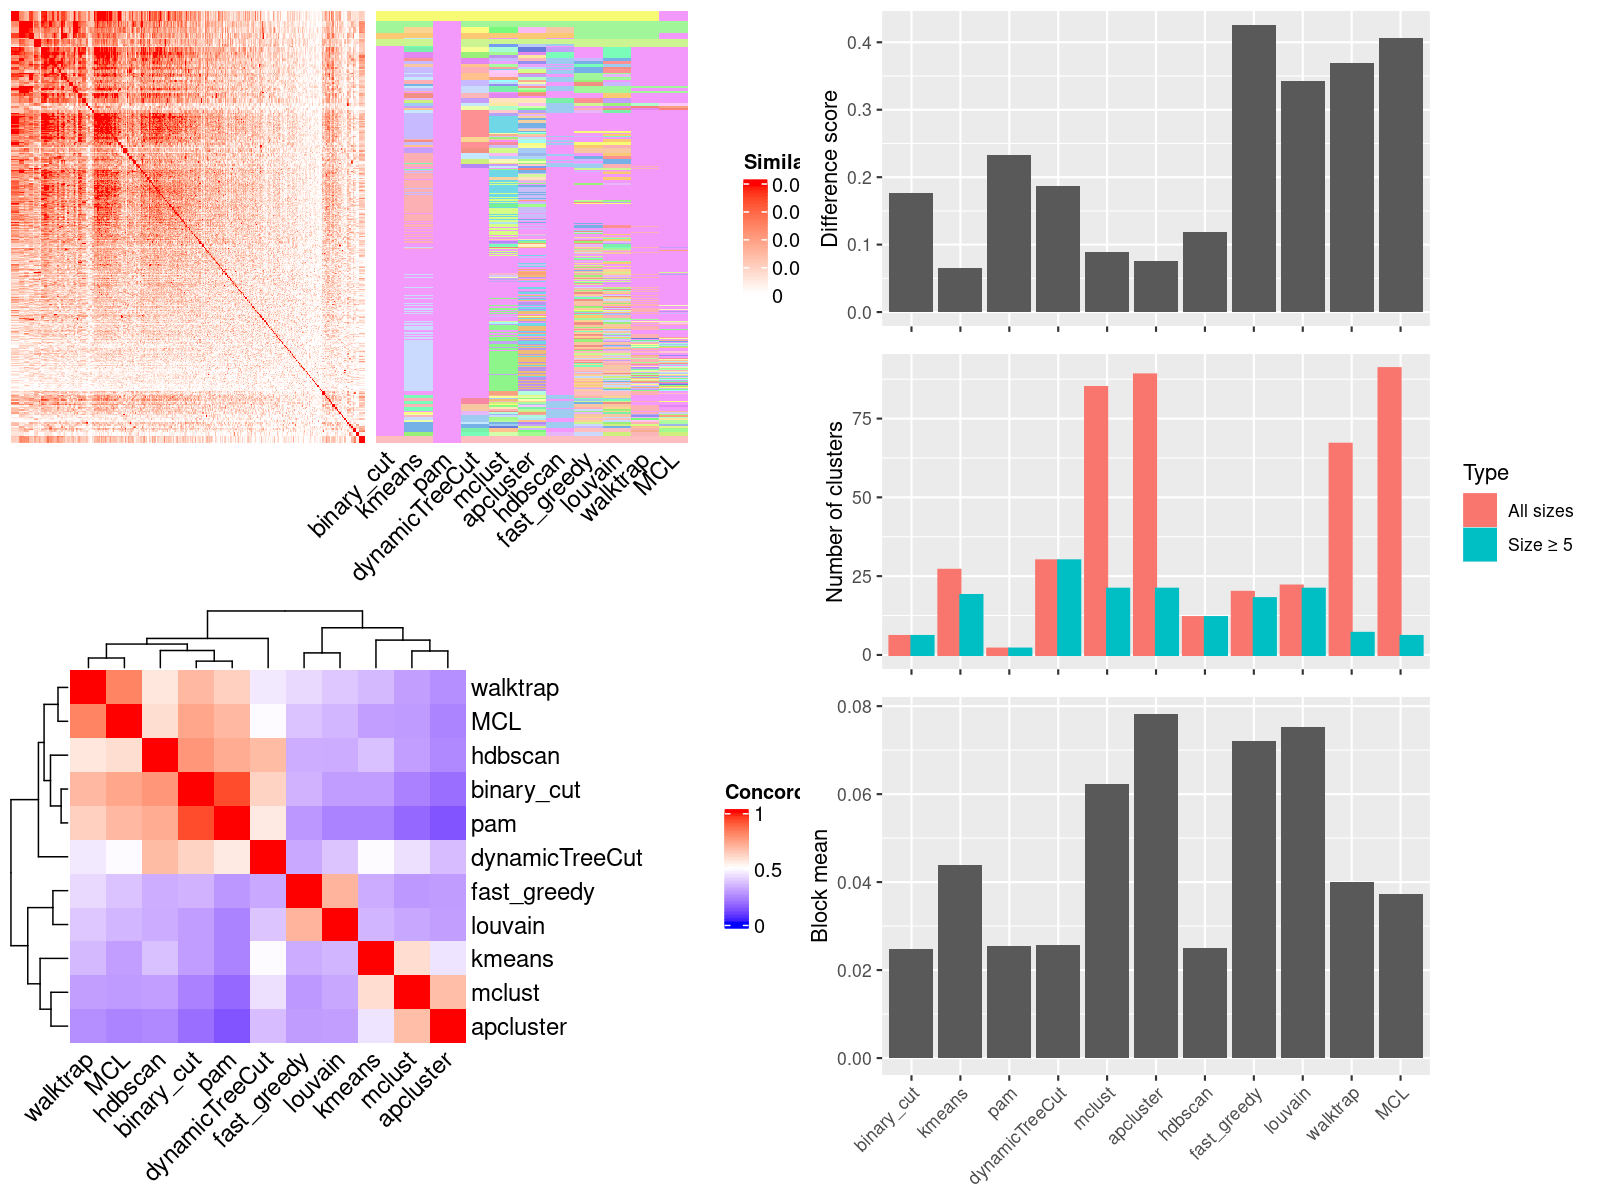 Simila
0.0
0.0
0.0
0.0
0
binary_cut
kmeans
pam
dynamicTreeCut
mclust
apcluster
hdbscan
fast_greedy
louvain
walktrap
MCL
walktrap
MCL
hdbscan
binary_cut
pam
dynamicTreeCut
fast_greedy
louvain
kmeans
mclust
apcluster
walktrap
MCL
hdbscan
binary_cut
pam
dynamicTreeCut
fast_greedy
louvain
kmeans
mclust
apcluster
Concord
1
0.5
0
Difference score
0.4
0.3
0.2
0.1
0.0
Number of clusters
75
50
25
0
Type
All sizes
Size ≥ 5
Block mean
0.08
0.06
0.04
0.02
0.00
binary_cut
kmeans
pam
dynamicTreeCut
mclust
apcluster
hdbscan
fast_greedy
louvain
walktrap
MCL